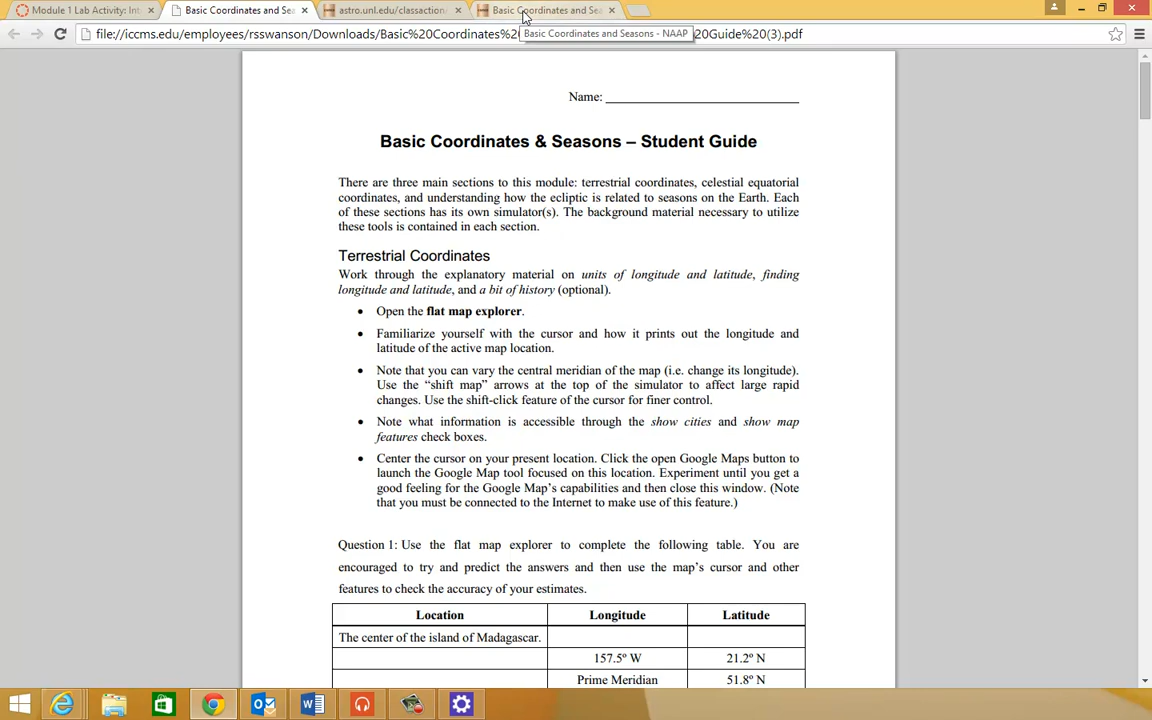 Module 1 Lab Activity: Int
Basic Coordinates and Sea
astro.unl.edu/classaction
Basic Coordinates and Sea
file://iccms.edu/employees/rsswanson/Downloads/Basic%20Coordinates%20 20Guide%20(3).pdf
Basic Coordinates and Seasons - NAAP
Name:
Basic Coordinates & Seasons – Student Guide
There are three main sections to this module: terrestrial coordinates, celestial equatorial
coordinates, and understanding how the ecliptic is related to seasons on the Earth. Each
of these sections has its own simulator(s). The background material necessary to utilize
these tools is contained in each section.
Terrestrial Coordinates
Work through the explanatory material on units of longitude and latitude, finding
longitude and latitude, and a bit of history (optional).
• Open the flat map explorer.
• Familiarize yourself with the cursor and how it prints out the longitude and
latitude of the active map location.
• Note that you can vary the central meridian of the map (i.e. change its longitude).
Use the “shift map” arrows at the top of the simulator to affect large rapid
changes. Use the shift-click feature of the cursor for finer control.
• Note what information is accessible through the show cities and show map
features check boxes.
• Center the cursor on your present location. Click the open Google Maps button to
launch the Google Map tool focused on this location. Experiment until you get a
good feeling for the Google Map’s capabilities and then close this window. (Note
that you must be connected to the Internet to make use of this feature.)
Question 1: Use the flat map explorer to complete the following table. You are
encouraged to try and predict the answers and then use the map’s cursor and other
features to check the accuracy of your estimates.
Location Longitude Latitude
The center of the island of Madagascar.
157.5º W 21.2º N
Prime Meridian 51.8º N